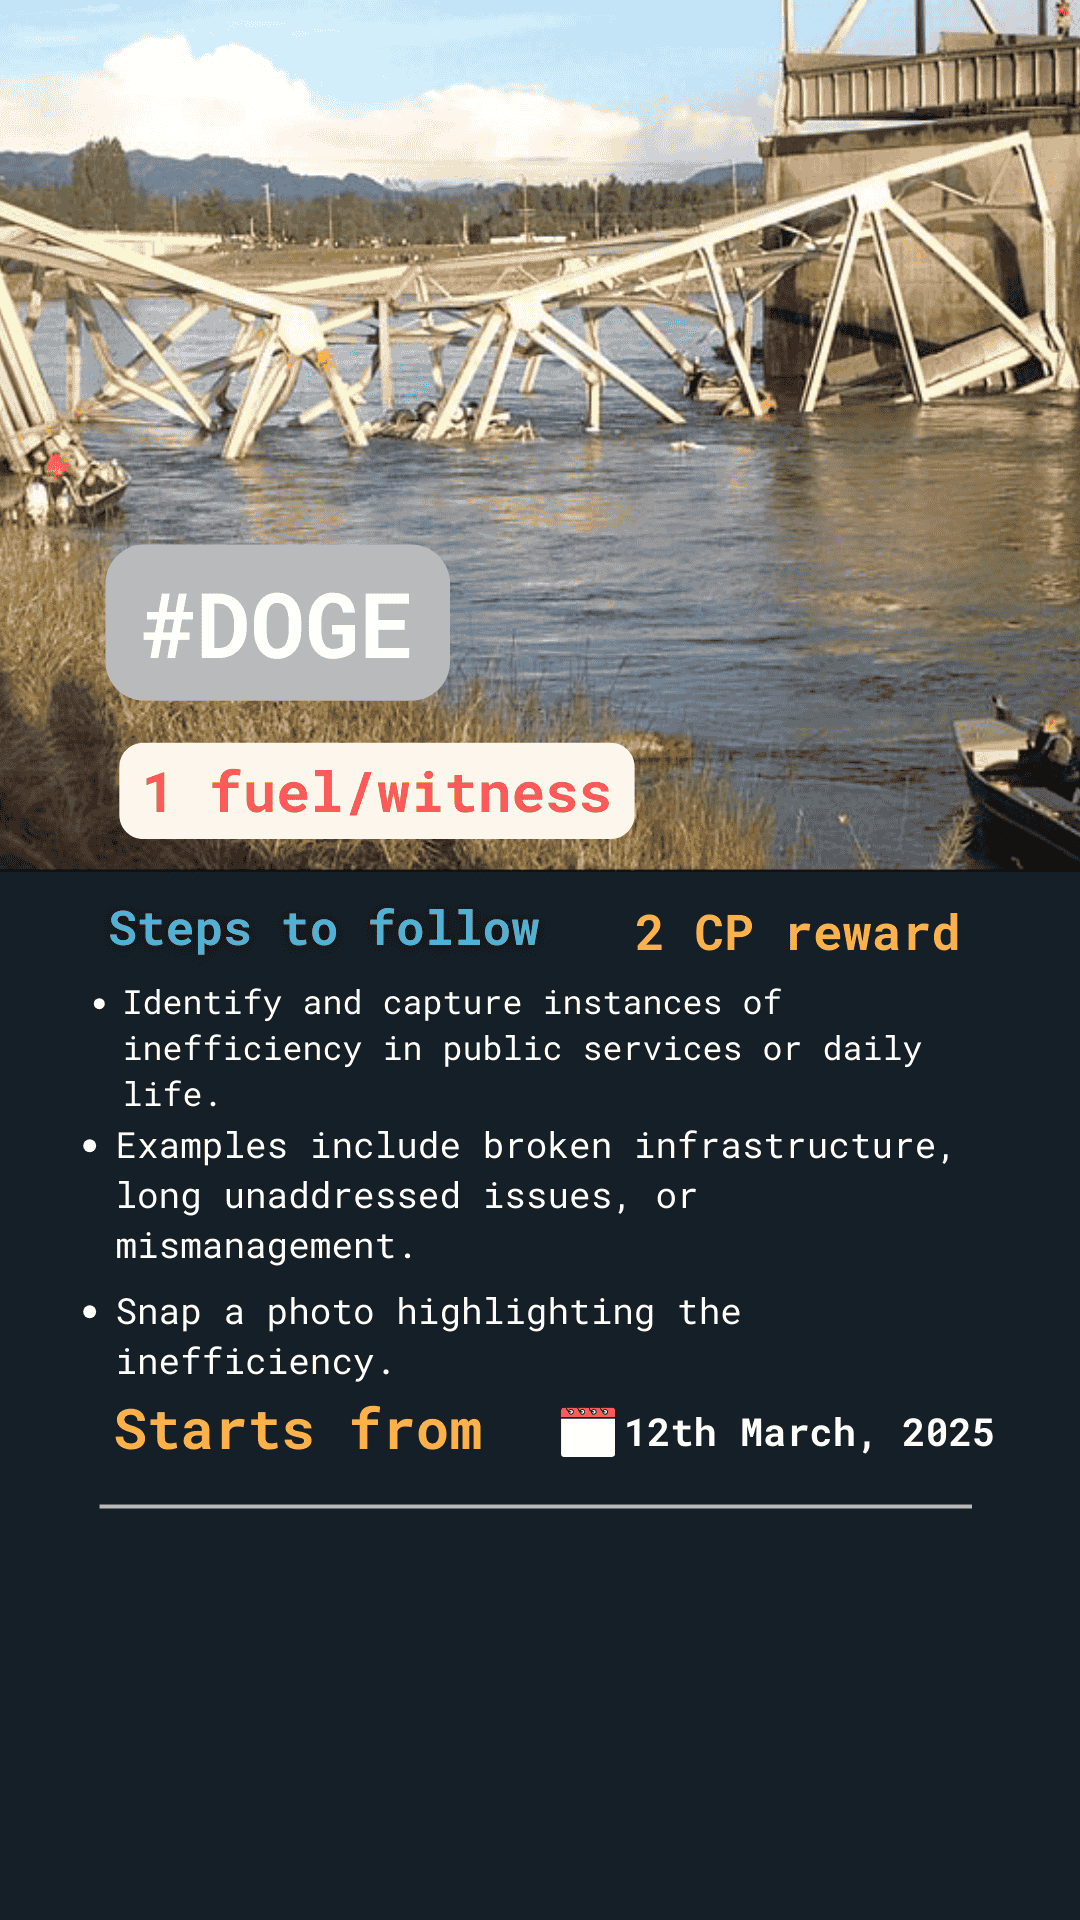 #DOGE
1 fuel/witness
Steps to follow
2 CP reward
• Identify and capture instances of
inefficiency in public services or daily
life.
• Examples include broken infrastructure,
long unaddressed issues, or
mismanagement.
• Snap a photo highlighting the
inefficiency.
Starts from
12th March, 2025